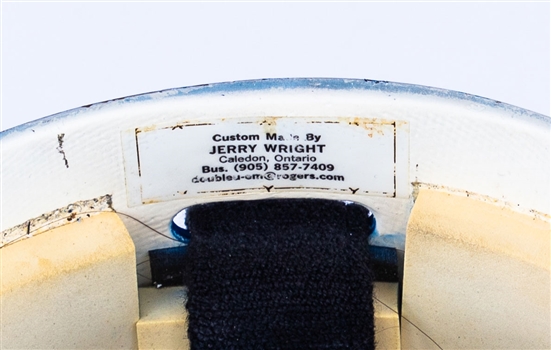 Custom Made By
JERRY WRIGHT
Caledon, Ontario
Bus. (905) 857-7409
doubleu-em@rogers.com